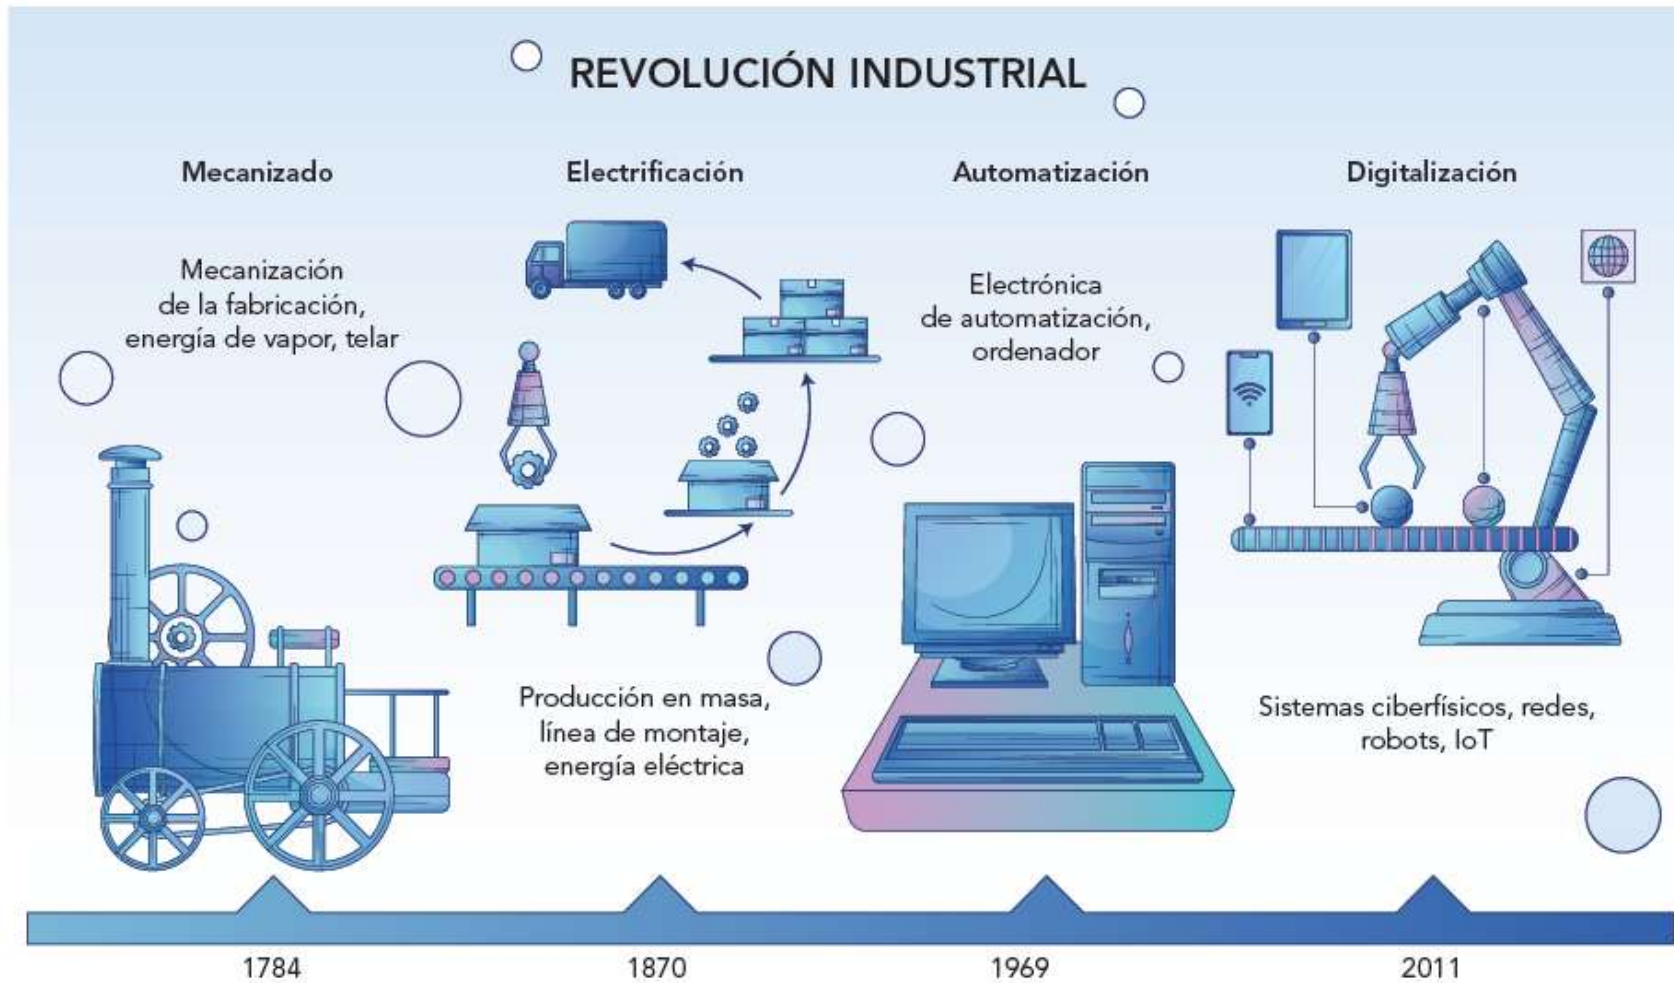 REVOLUCIÓN INDUSTRIAL
Mecanizado
Mecanización
de la fabricación,
energía de vapor, telar
Electrificación
Producción en masa,
línea de montaje,
energía eléctrica
Automatización
Electrónica
de automatización,
ordenador
Digitalización
Sistemas ciberfísicos, redes,
robots, IoT
1784
1870
1969
2011